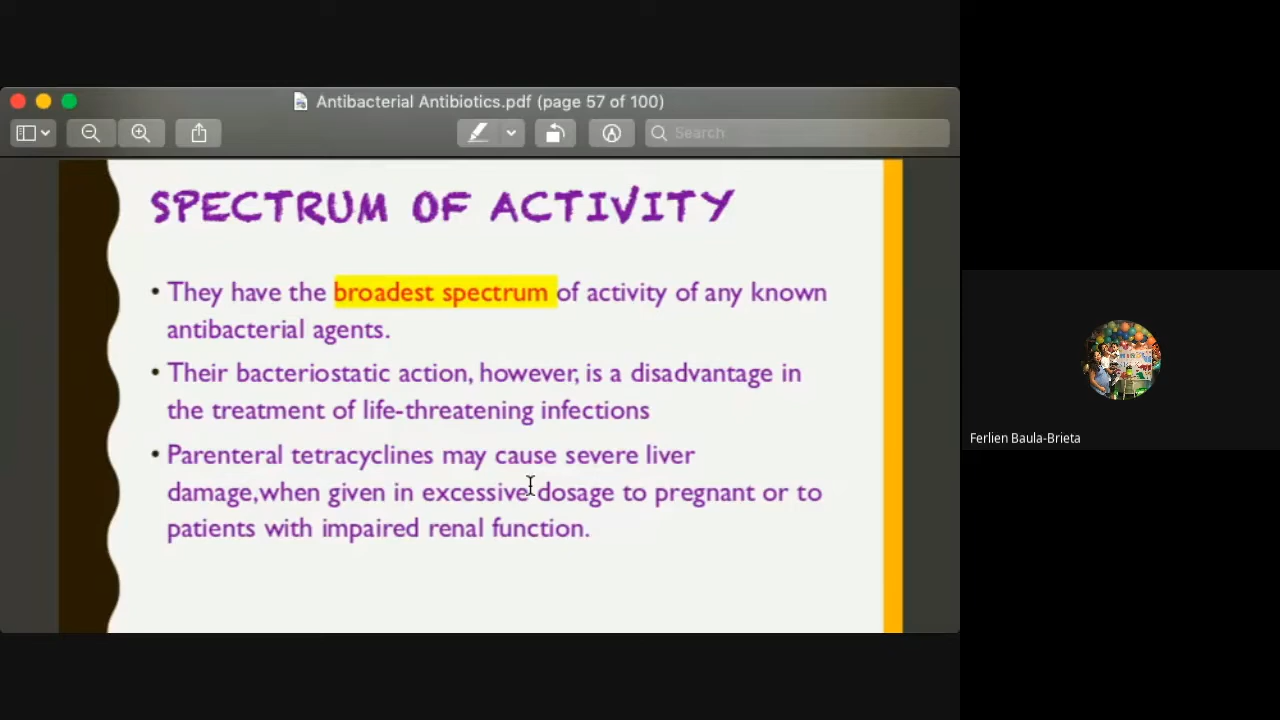 Antibacterial Antibiotics.pdf (page 57 of 100)
Search
SPECTRUM OF ACTIVITY
• They have the broadest spectrum of activity of any known
antibacterial agents.
• Their bacteriostatic action, however, is a disadvantage in
the treatment of life-threatening infections
• Parenteral tetracyclines may cause severe liver
damage,when given in excessive dosage to pregnant or to
patients with impaired renal function.
Ferlien Baula-Brieta